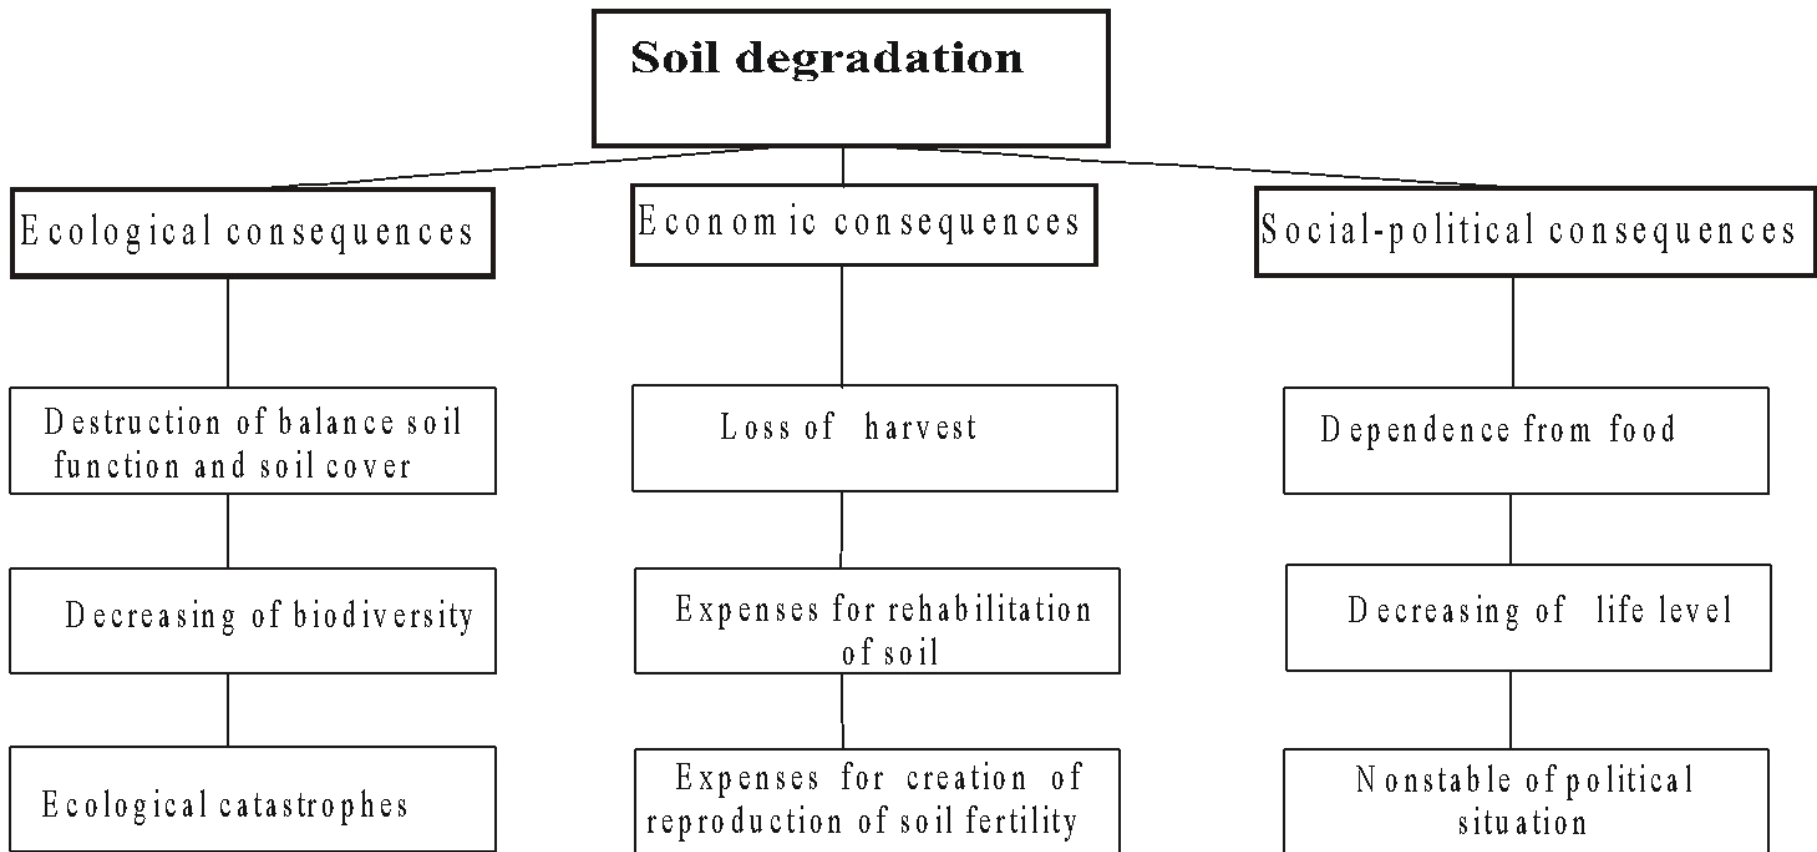 Soil degradation
Ecological consequences
Economic consequences
Social-political consequences
Destruction of balance soil
function and soil cover
Loss of harvest
Dependence from food
Decreasing of biodiversity
Expenses for rehabilitation
of soil
Decreasing of life level
Ecological catastrophes
Expenses for creation of
reproduction of soil fertility
Nonstable of political
situation